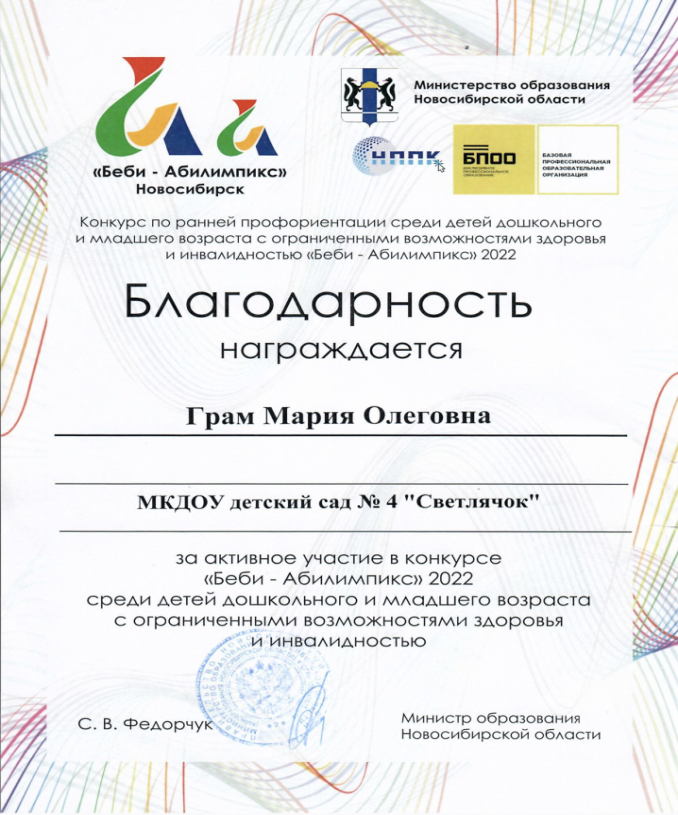 «Беби - Абилимпикс»
Новосибирск
Министерство образования
Новосибирской области
НППК
БПОО
ИНКЛЮЗИВНОЕ
ПРОФЕССИОНАЛЬНОЕ
ОБРАЗОВАНИЕ
БАЗОВАЯ
ПРОФЕССИОНАЛЬНАЯ
ОБРАЗОВАТЕЛЬНАЯ
ОРГАНИЗАЦИЯ
Конкурс по ранней профориентации среди детей дошкольного
и младшего возраста с ограниченными возможностями здоровья
и инвалидностью «Беби - Абилимпикс» 2022
Благодарность
награждается
Грам Мария Олеговна
МКДОУ детский сад № 4 "Светлячок"
за активное участие в конкурсе
«Беби - Абилимпикс» 2022
среди детей дошкольного и младшего возраста
с ограниченными возможностями здоровья
и инвалидностью
С. В. Федорчук
Министр образования
Новосибирской области